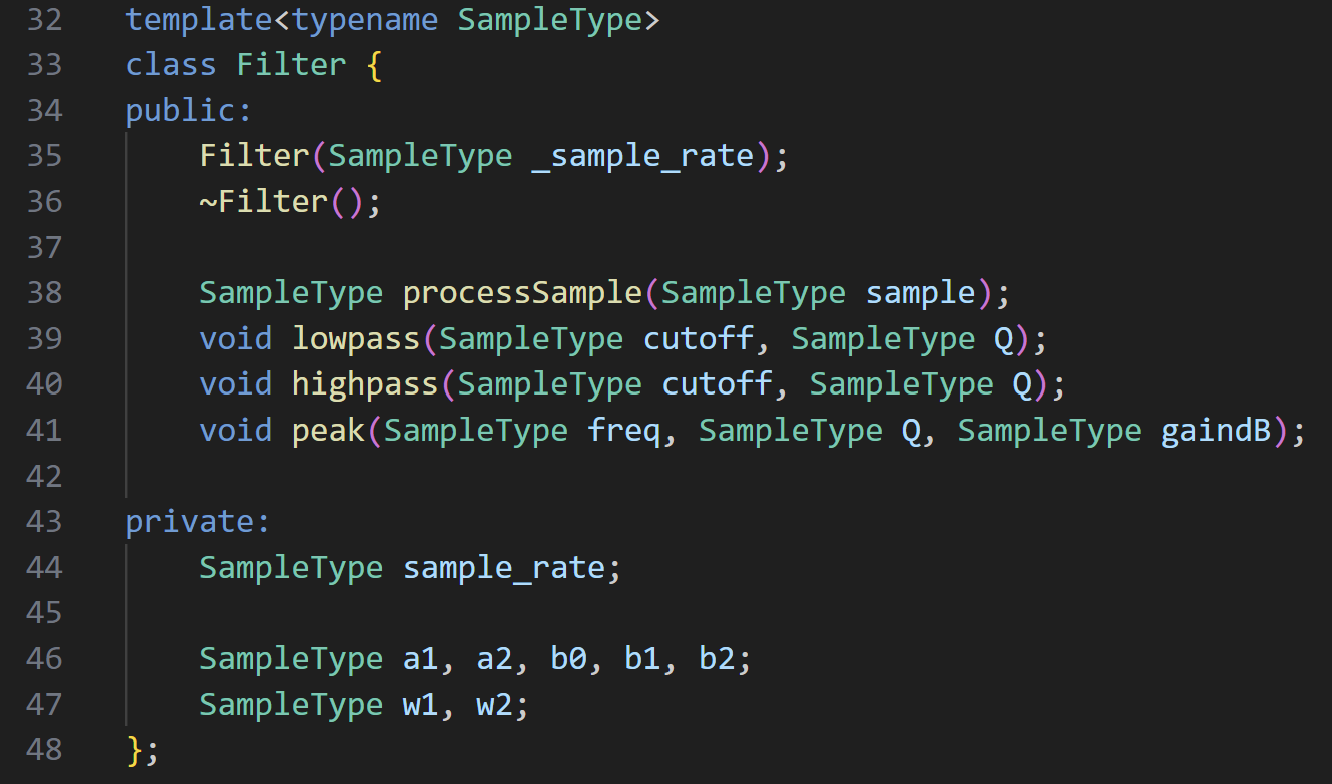 32 template<typename SampleType>
33 class Filter {
34 public:
35     Filter(SampleType _sample_rate);
36     ~Filter();
37
38     SampleType processSample(SampleType sample);
39     void lowpass(SampleType cutoff, SampleType Q);
40     void highpass(SampleType cutoff, SampleType Q);
41     void peak(SampleType freq, SampleType Q, SampleType gaindB);
42
43 private:
44     SampleType sample_rate;
45
46     SampleType a1, a2, b0, b1, b2;
47     SampleType w1, w2;
48 };